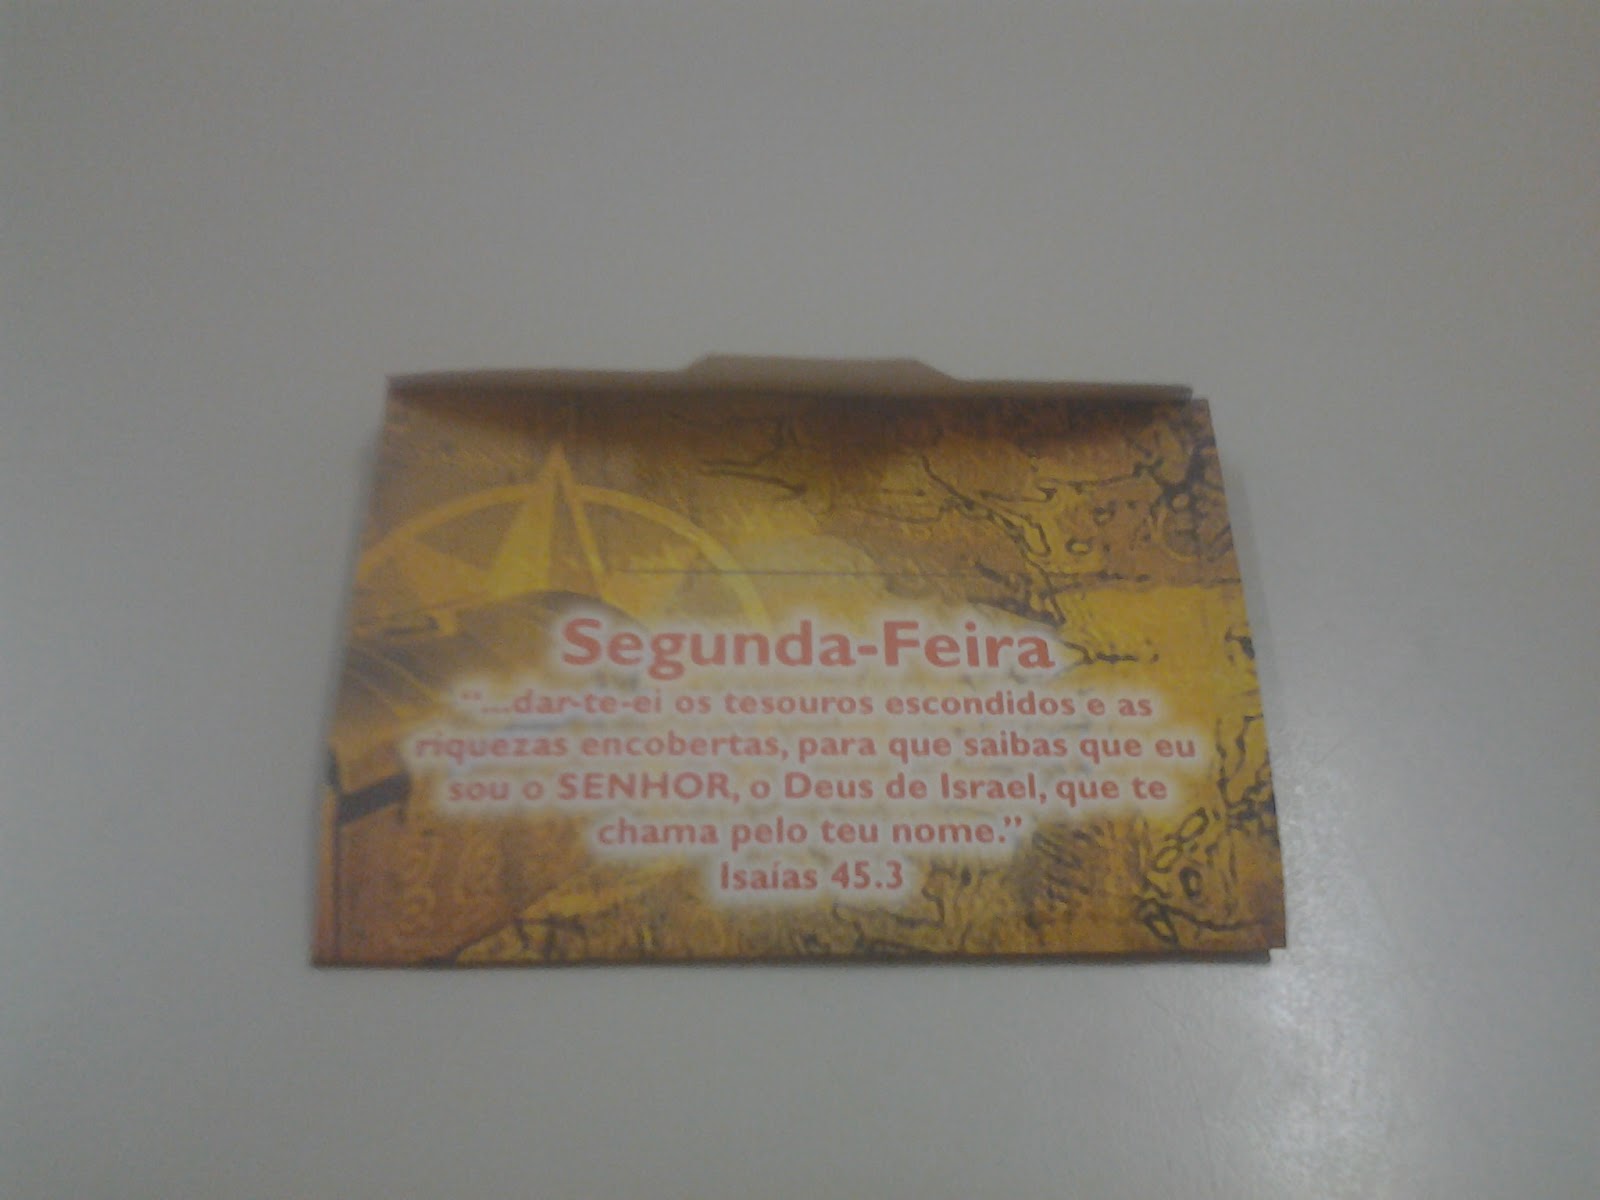 Segunda-Feira
“...dar-te-ei os tesouros escondidos e as
riquezas encobertas, para que saibas que eu
sou o SENHOR, o Deus de Israel, que te
chama pelo teu nome.”
Isaías 45.3